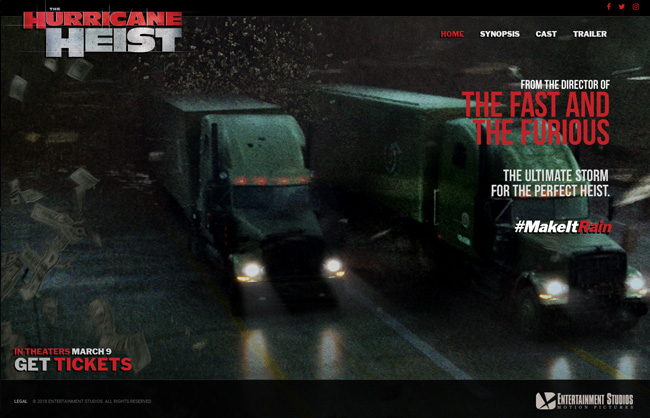 THE
HURRICANE
HEIST
HOME SYNOPSIS CAST TRAILER
FROM THE DIRECTOR OF
THE FAST AND
THE FURIOUS
THE ULTIMATE STORM
FOR THE PERFECT HEIST.
#MakeItRain
IN THEATERS MARCH 9
GET TICKETS
LEGAL © 2018 ENTERTAINMENT STUDIOS. ALL RIGHTS RESERVED
ENTERTAINMENT STUDIOS
MOTION PICTURES